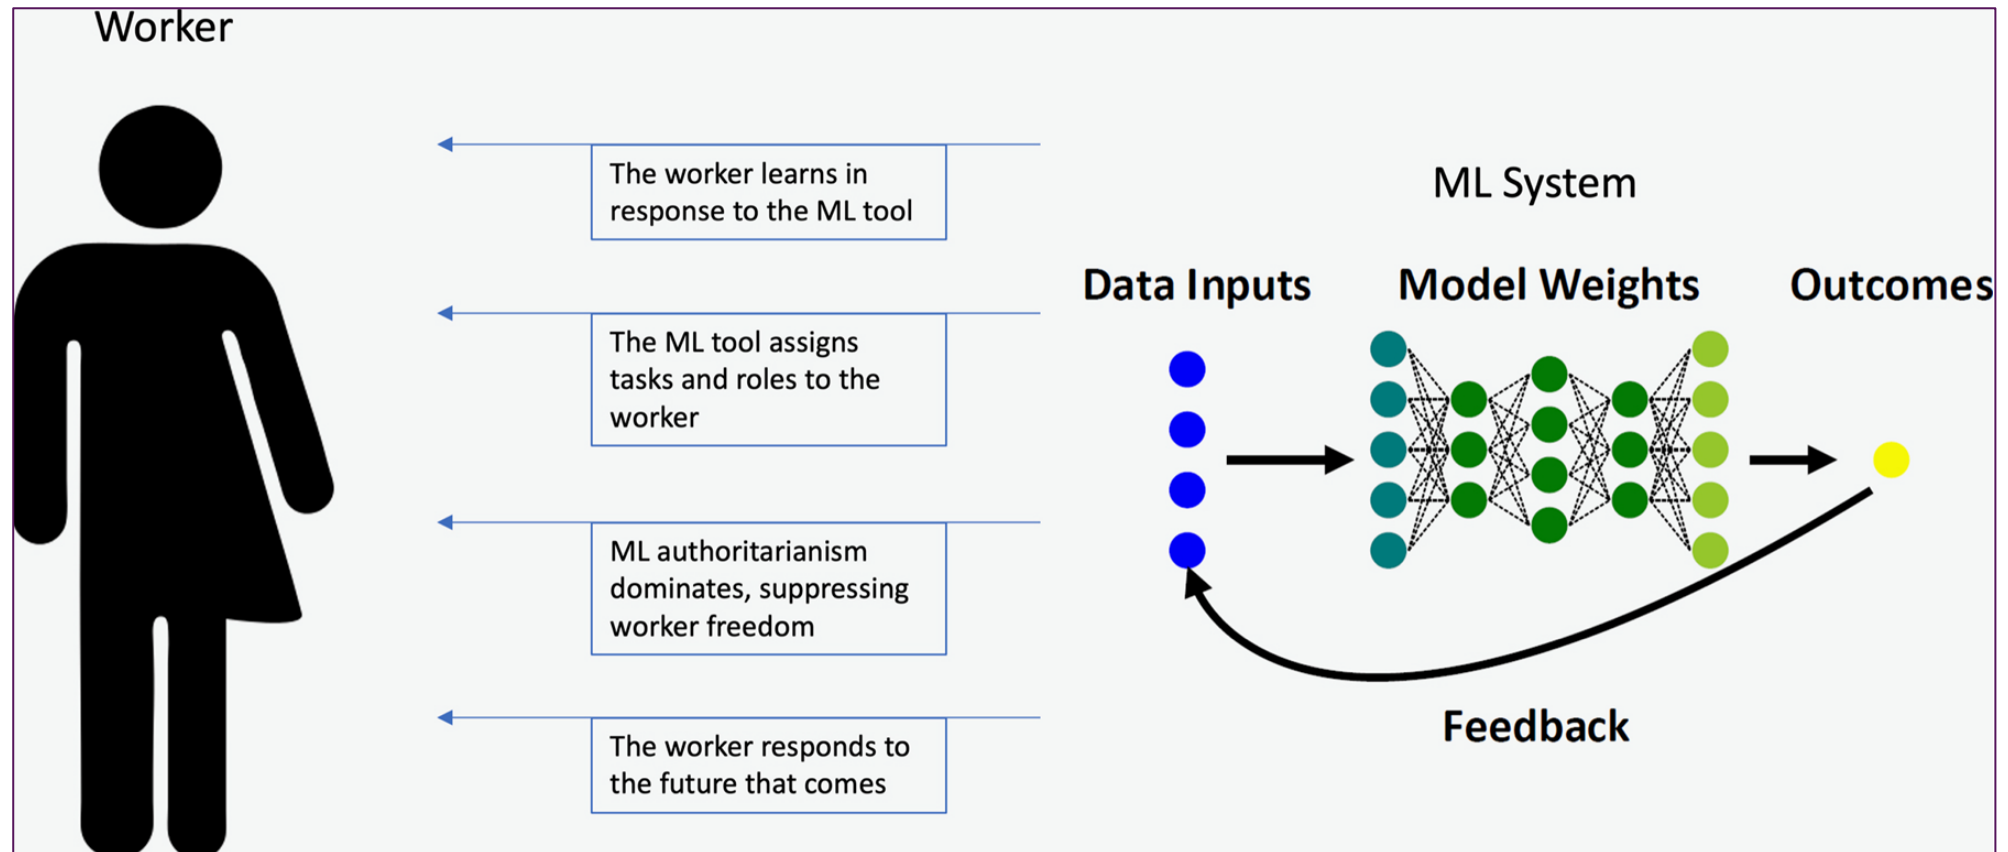 Worker
The worker learns in
response to the ML tool
The ML tool assigns
tasks and roles to the
worker
ML authoritarianism
dominates, suppressing
worker freedom
The worker responds to
the future that comes
ML System
Data Inputs
Model Weights
Outcomes
Feedback